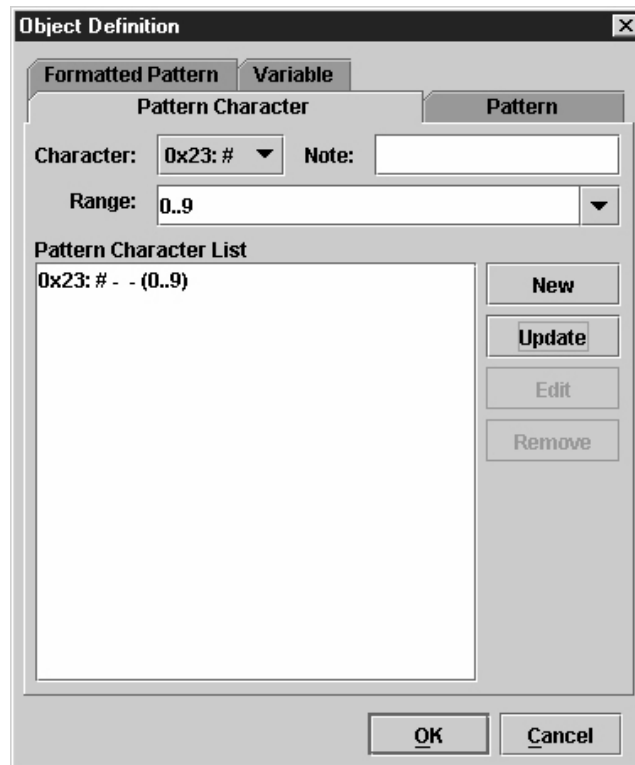 Object Definition
Formatted Pattern Variable
Pattern Character Pattern
Character: 0x23: # Note:
Range: 0..9
Pattern Character List
0x23: # - - (0..9)
New
Update
Edit
Remove
OK Cancel